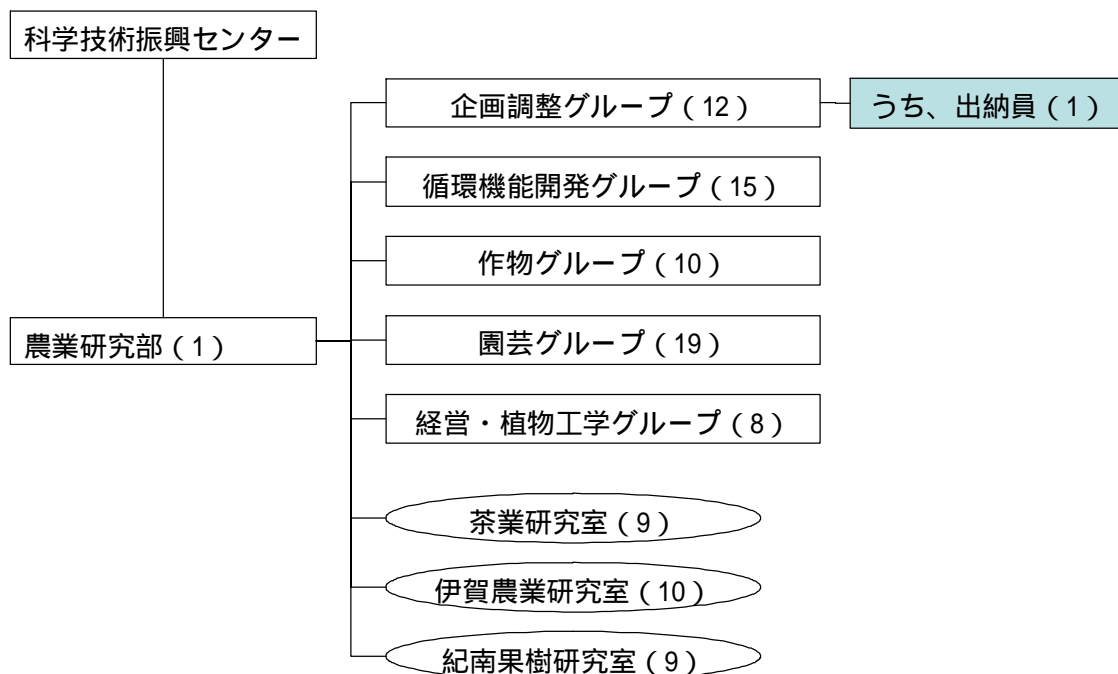 科学技術振興センター
企画調整グループ(12)
うち、出納員(1)
循環機能開発グループ(15)
作物グループ(10)
農業研究部(1)
園芸グループ(19)
経営・植物工学グループ(8)
茶業研究室(9)
伊賀農業研究室(10)
紀南果樹研究室(9)